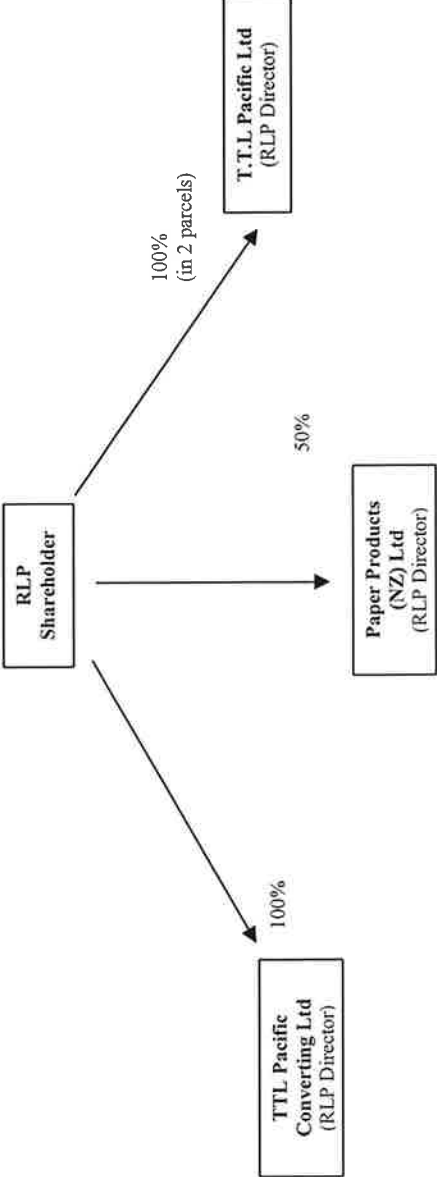 RLP
Shareholder
100%
(in 2 parcels)
100%
50%
TTL Pacific
Converting Ltd
(RLP Director)
Paper Products
(NZ) Ltd
(RLP Director)
T.T.L Pacific Ltd
(RLP Director)